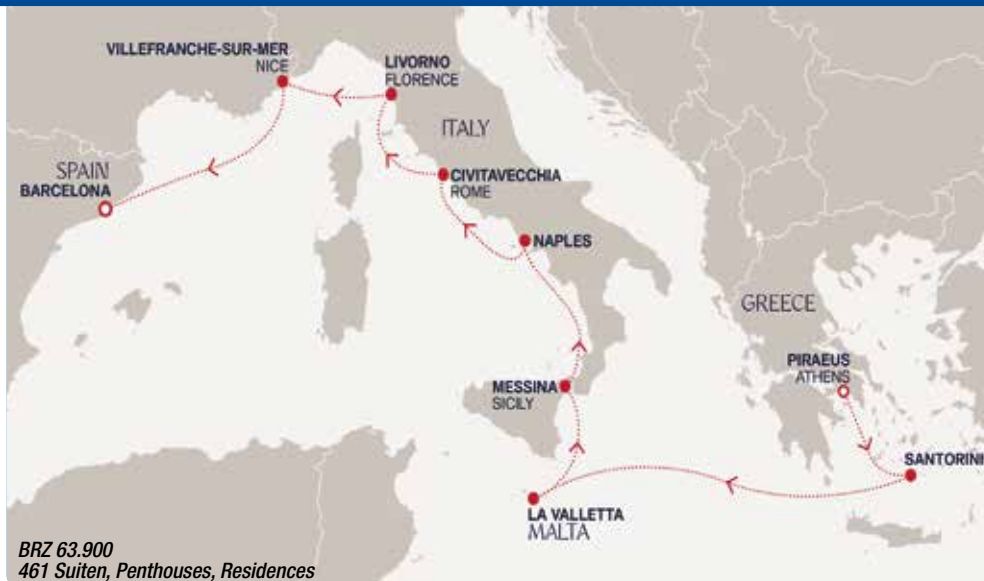 VILLEFRANCHE-SUR-MER
NICE
LIVORNO
FLORENCE
ITALY
SPAIN
BARCELONA
CIVITAVECCHIA
ROME
NAPLES
GREECE
PIRAEUS
ATHENS
MESSINA
SICILY
SANTORINI
LA VALLETTA
MALTA
BRZ 63.900
461 Suiten, Penthouses, Residences